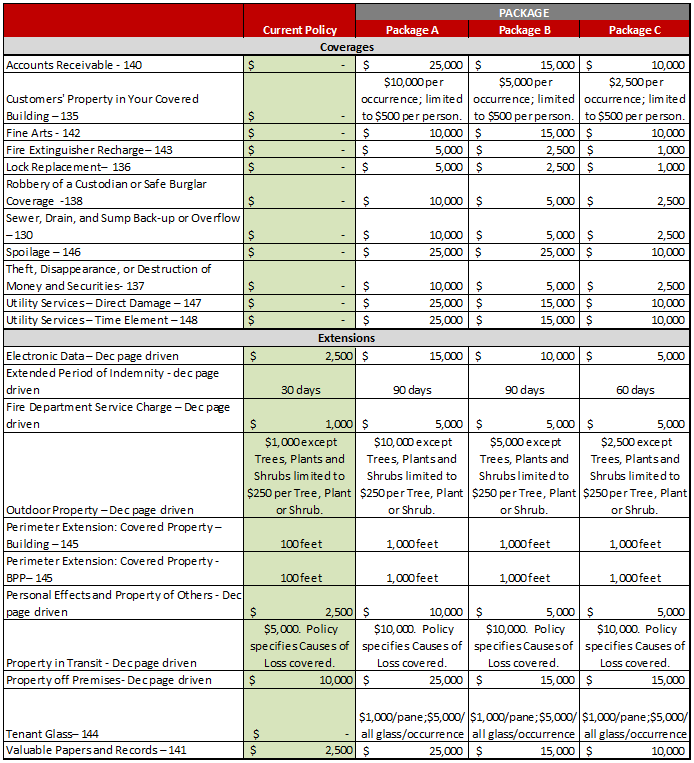 PACKAGE
Current Policy Package A Package B Package C
Coverages
Accounts Receivable - 140 $ - $ 25,000 $ 15,000 $ 10,000
$10,000 per $5,000 per $2,500 per
Customers' Property in Your Covered occurrence; limited occurrence; limited occurrence; limited
Building – 135 $ - to $500 per person. to $500 per person. to $500 per person.
Fine Arts - 142 $ - $ 10,000 $ 15,000 $ 10,000
Fire Extinguisher Recharge – 143 $ - $ 5,000 $ 2,500 $ 1,000
Lock Replacement – 136 $ - $ 5,000 $ 2,500 $ 1,000
Robbery of a Custodian or Safe Burglar
Coverage -138 $ - $ 10,000 $ 5,000 $ 2,500
Sewer, Drain, and Sump Back-up or Overflow
– 130 $ - $ 10,000 $ 5,000 $ 2,500
Spoilage – 146 $ - $ 25,000 $ 25,000 $ 10,000
Theft, Disappearance, or Destruction of
Money and Securities- 137 $ - $ 10,000 $ 5,000 $ 2,500
Utility Services – Direct Damage – 147 $ - $ 25,000 $ 15,000 $ 10,000
Utility Services – Time Element – 148 $ - $ 25,000 $ 15,000 $ 10,000
Extensions
Electronic Data – Dec page driven $ 2,500 $ 15,000 $ 10,000 $ 5,000
Extended Period of Indemnity - dec page
driven 30 days 90 days 90 days 60 days
Fire Department Service Charge – Dec page
driven $ 1,000 $ 5,000 $ 5,000 $ 5,000
$1,000 except $10,000 except $5,000 except $2,500 except
Trees, Plants and Trees, Plants and Trees, Plants and Trees, Plants and
Shrubs limited to Shrubs limited to Shrubs limited to Shrubs limited to
$250 per Tree, Plant $250 per Tree, Plant $250 per Tree, Plant $250 per Tree, Plant
Outdoor Property – Dec page driven or Shrub. or Shrub. or Shrub. or Shrub.
Perimeter Extension: Covered Property –
Building – 145 100 feet 1,000 feet 1,000 feet 1,000 feet
Perimeter Extension: Covered Property -
BPP – 145 100 feet 1,000 feet 1,000 feet 1,000 feet
Personal Effects and Property of Others - Dec
page driven $ 2,500 $ 10,000 $ 5,000 $ 5,000
$5,000. Policy $10,000. Policy $10,000. Policy $10,000. Policy
specifies Causes of specifies Causes of specifies Causes of specifies Causes of
Property in Transit - Dec page driven Loss covered. Loss covered. Loss covered. Loss covered.
Property off Premises- Dec page driven $ 10,000 $ 25,000 $ 15,000 $ 15,000
$1,000/pane;$5,000/ $1,000/pane;$5,000/ $1,000/pane;$5,000/
Tenant Glass – 144 $ - all glass/occurrence all glass/occurrence all glass/occurrence
Valuable Papers and Records – 141 $ 2,500 $ 25,000 $ 15,000 $ 10,000